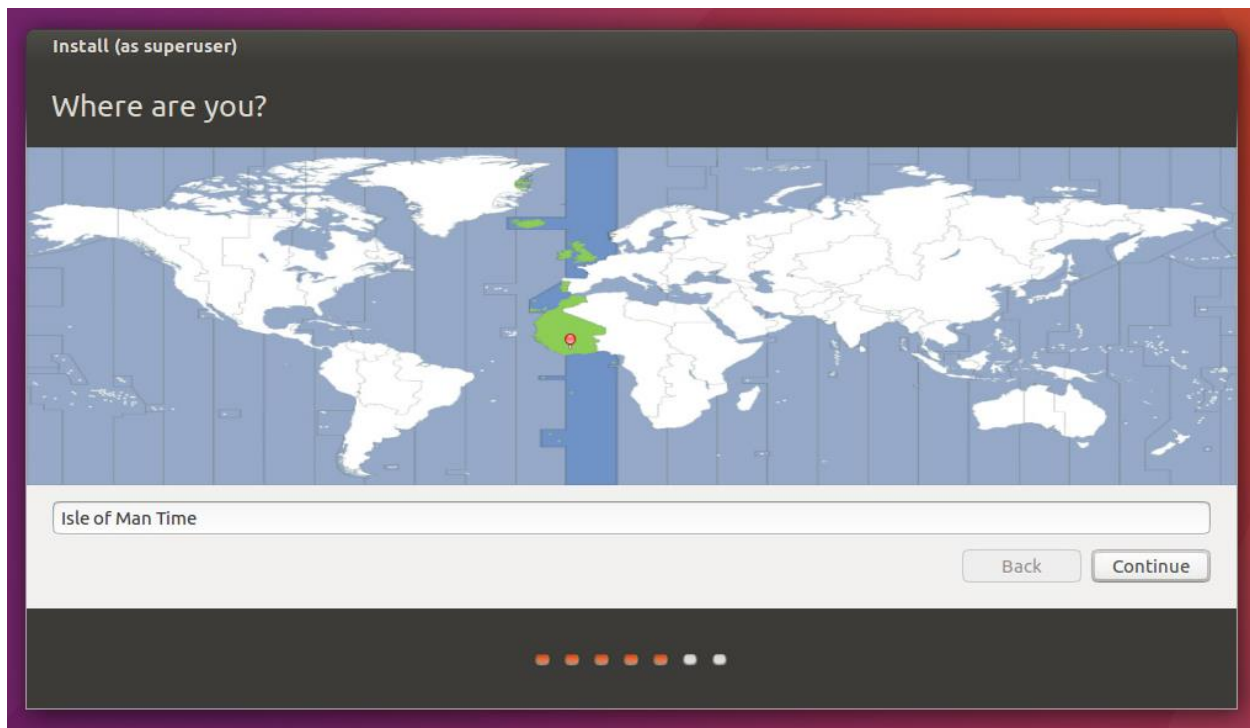 Install (as superuser)
Where are you?
Isle of Man Time
Back
Continue